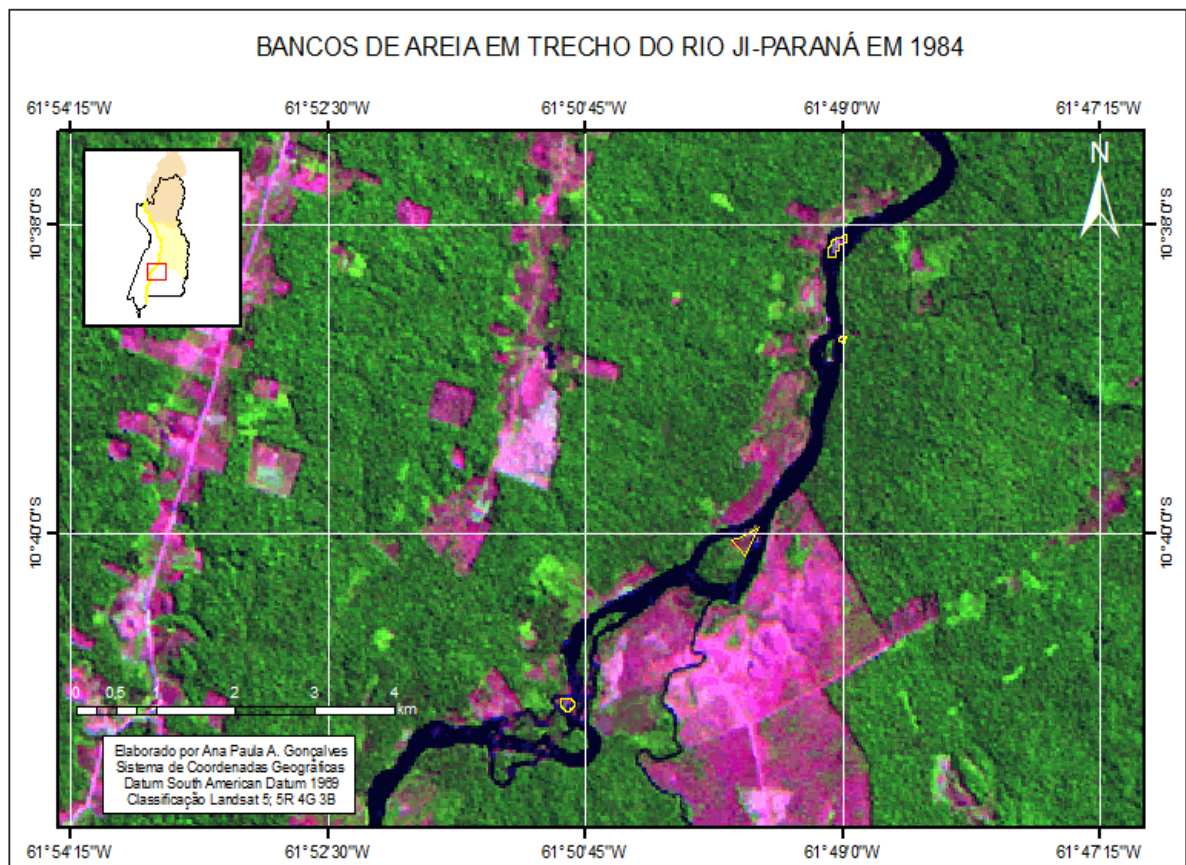 BANCOS DE AREIA EM TRECHO DO RIO JI-PARANÁ EM 1984
61°54'15"W 61°52'30"W 61°50'45"W 61°49'0"W 61°47'15"W
N
10°38'0"S 10°38'0"S
10°40'0"S 10°40'0"S
0 0,5 1 2 3 4
km
Elaborado por Ana Paula A. Gonçalves
Sistema de Coordenadas Geográficas
Datum South American Datum 1969
Classificação Landsat 5; 5R 4G 3B
61°54'15"W 61°52'30"W 61°50'45"W 61°49'0"W 61°47'15"W